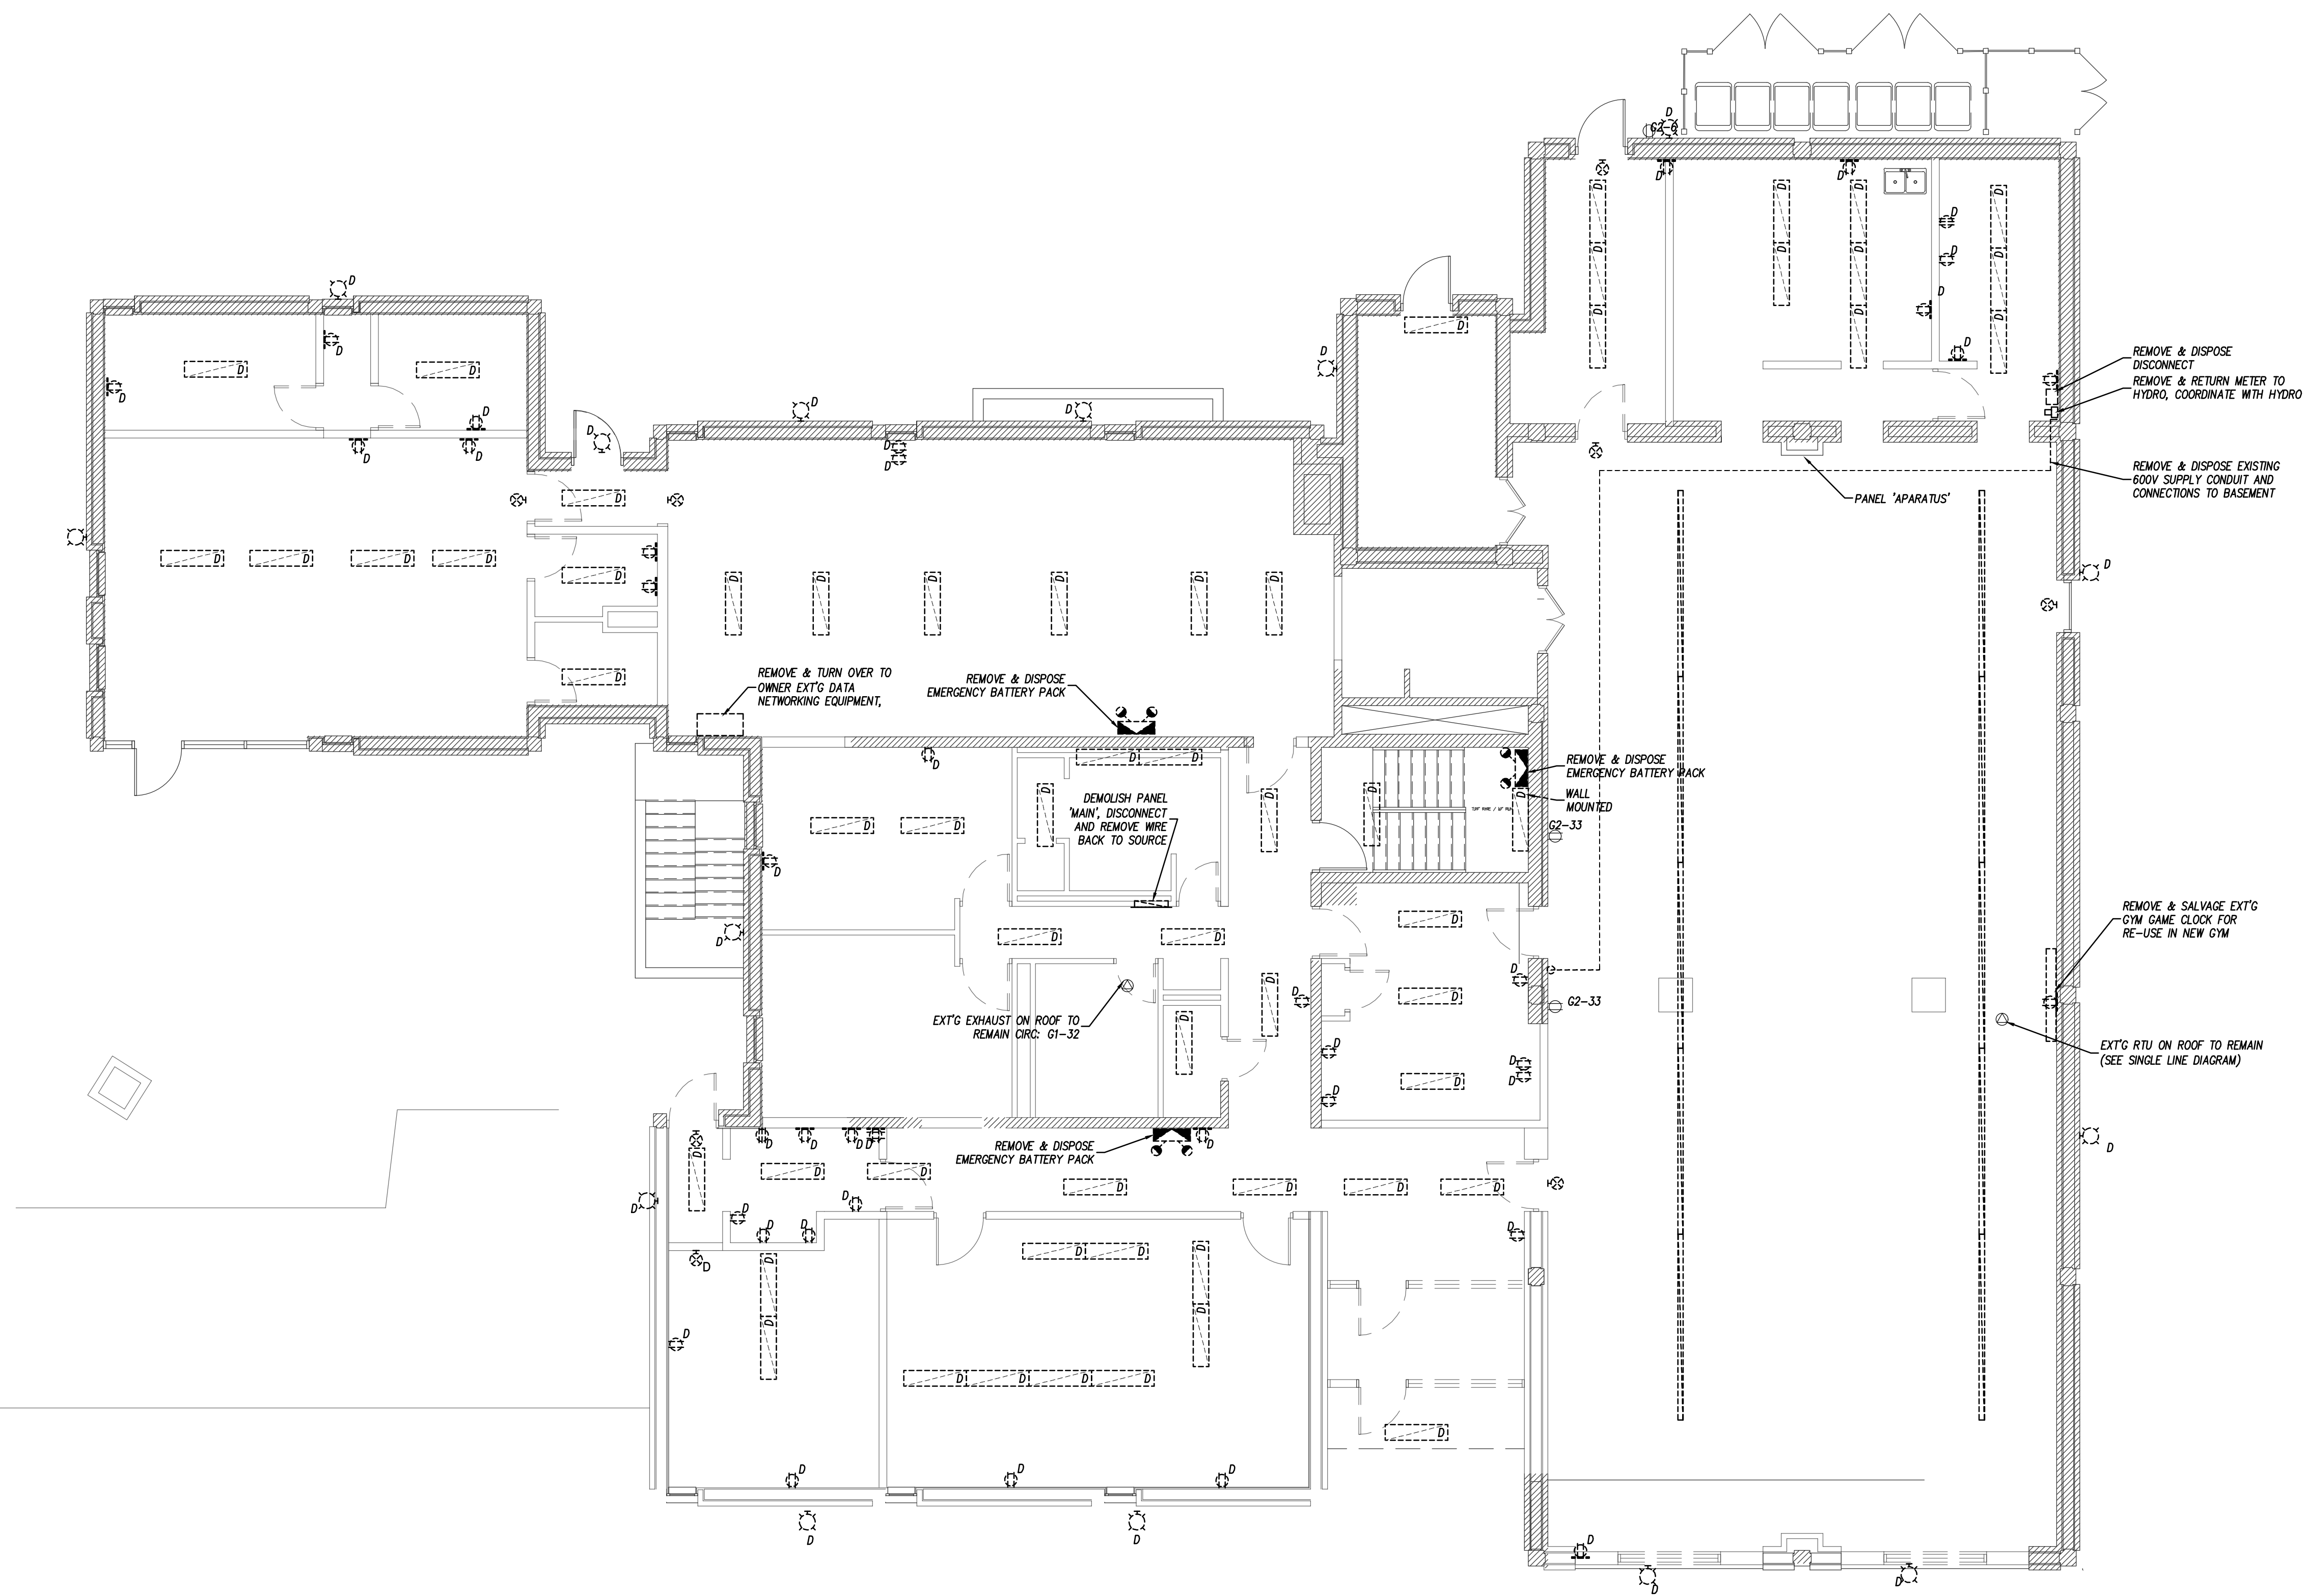 D
G2-6
D
D
D
REMOVE & DISPOSE
DISCONNECT
REMOVE & RETURN METER TO
HYDRO, COORDINATE WITH HYDRO
REMOVE & DISPOSE EXISTING
600V SUPPLY CONDUIT AND
CONNECTIONS TO BASEMENT
PANEL 'APARATUS'
REMOVE & TURN OVER TO
OWNER EXT'G DATA
NETWORKING EQUIPMENT,
REMOVE & DISPOSE
EMERGENCY BATTERY PACK
REMOVE & DISPOSE
EMERGENCY BATTERY PACK
WALL
MOUNTED
DEMOLISH PANEL
'MAIN', DISCONNECT
AND REMOVE WIRE
BACK TO SOURCE
G2-33
REMOVE & SALVAGE EXT'G
GYM GAME CLOCK FOR
RE-USE IN NEW GYM
G2-33
EXT'G EXHAUST ON ROOF TO
REMAIN CIRC: G1-32
EXT'G RTU ON ROOF TO REMAIN
(SEE SINGLE LINE DIAGRAM)
REMOVE & DISPOSE
EMERGENCY BATTERY PACK
D
D
D
D
D
D